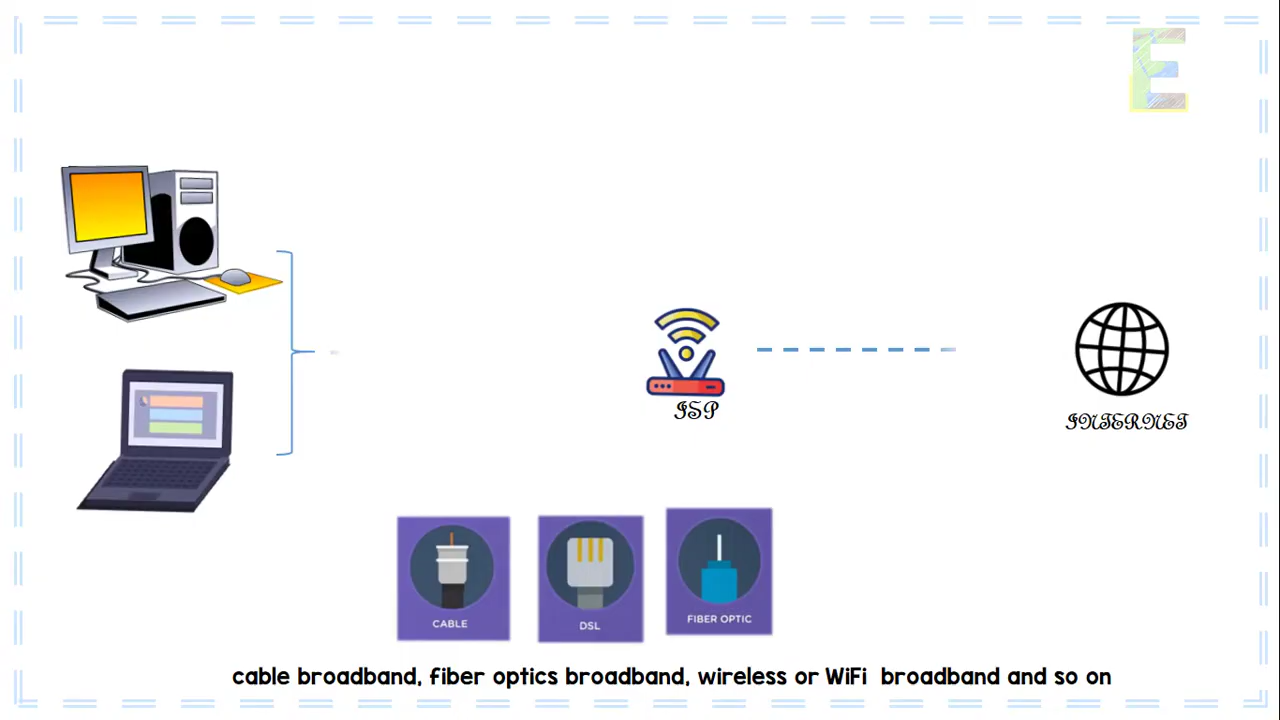 E
ISP
INTERNET
CABLE
DSL
FIBER OPTIC
cable broadband, fiber optics broadband, wireless or WiFi broadband and so on